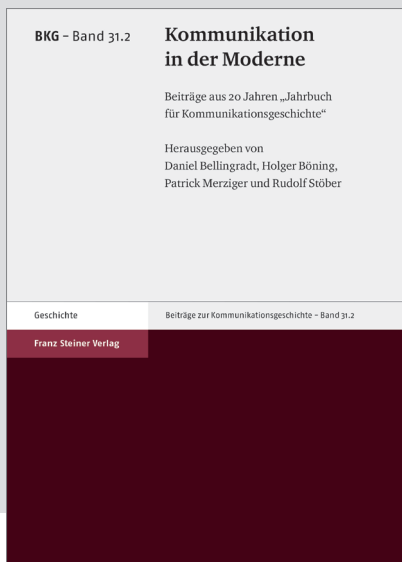 BKG – Band 31.2
Kommunikation
in der Moderne
Beiträge aus 20 Jahren „Jahrbuch
für Kommunikationsgeschichte“
Herausgegeben von
Daniel Bellingradt, Holger Böning,
Patrick Merziger und Rudolf Stöber
Geschichte
Beiträge zur Kommunikationsgeschichte – Band 31.2
Franz Steiner Verlag